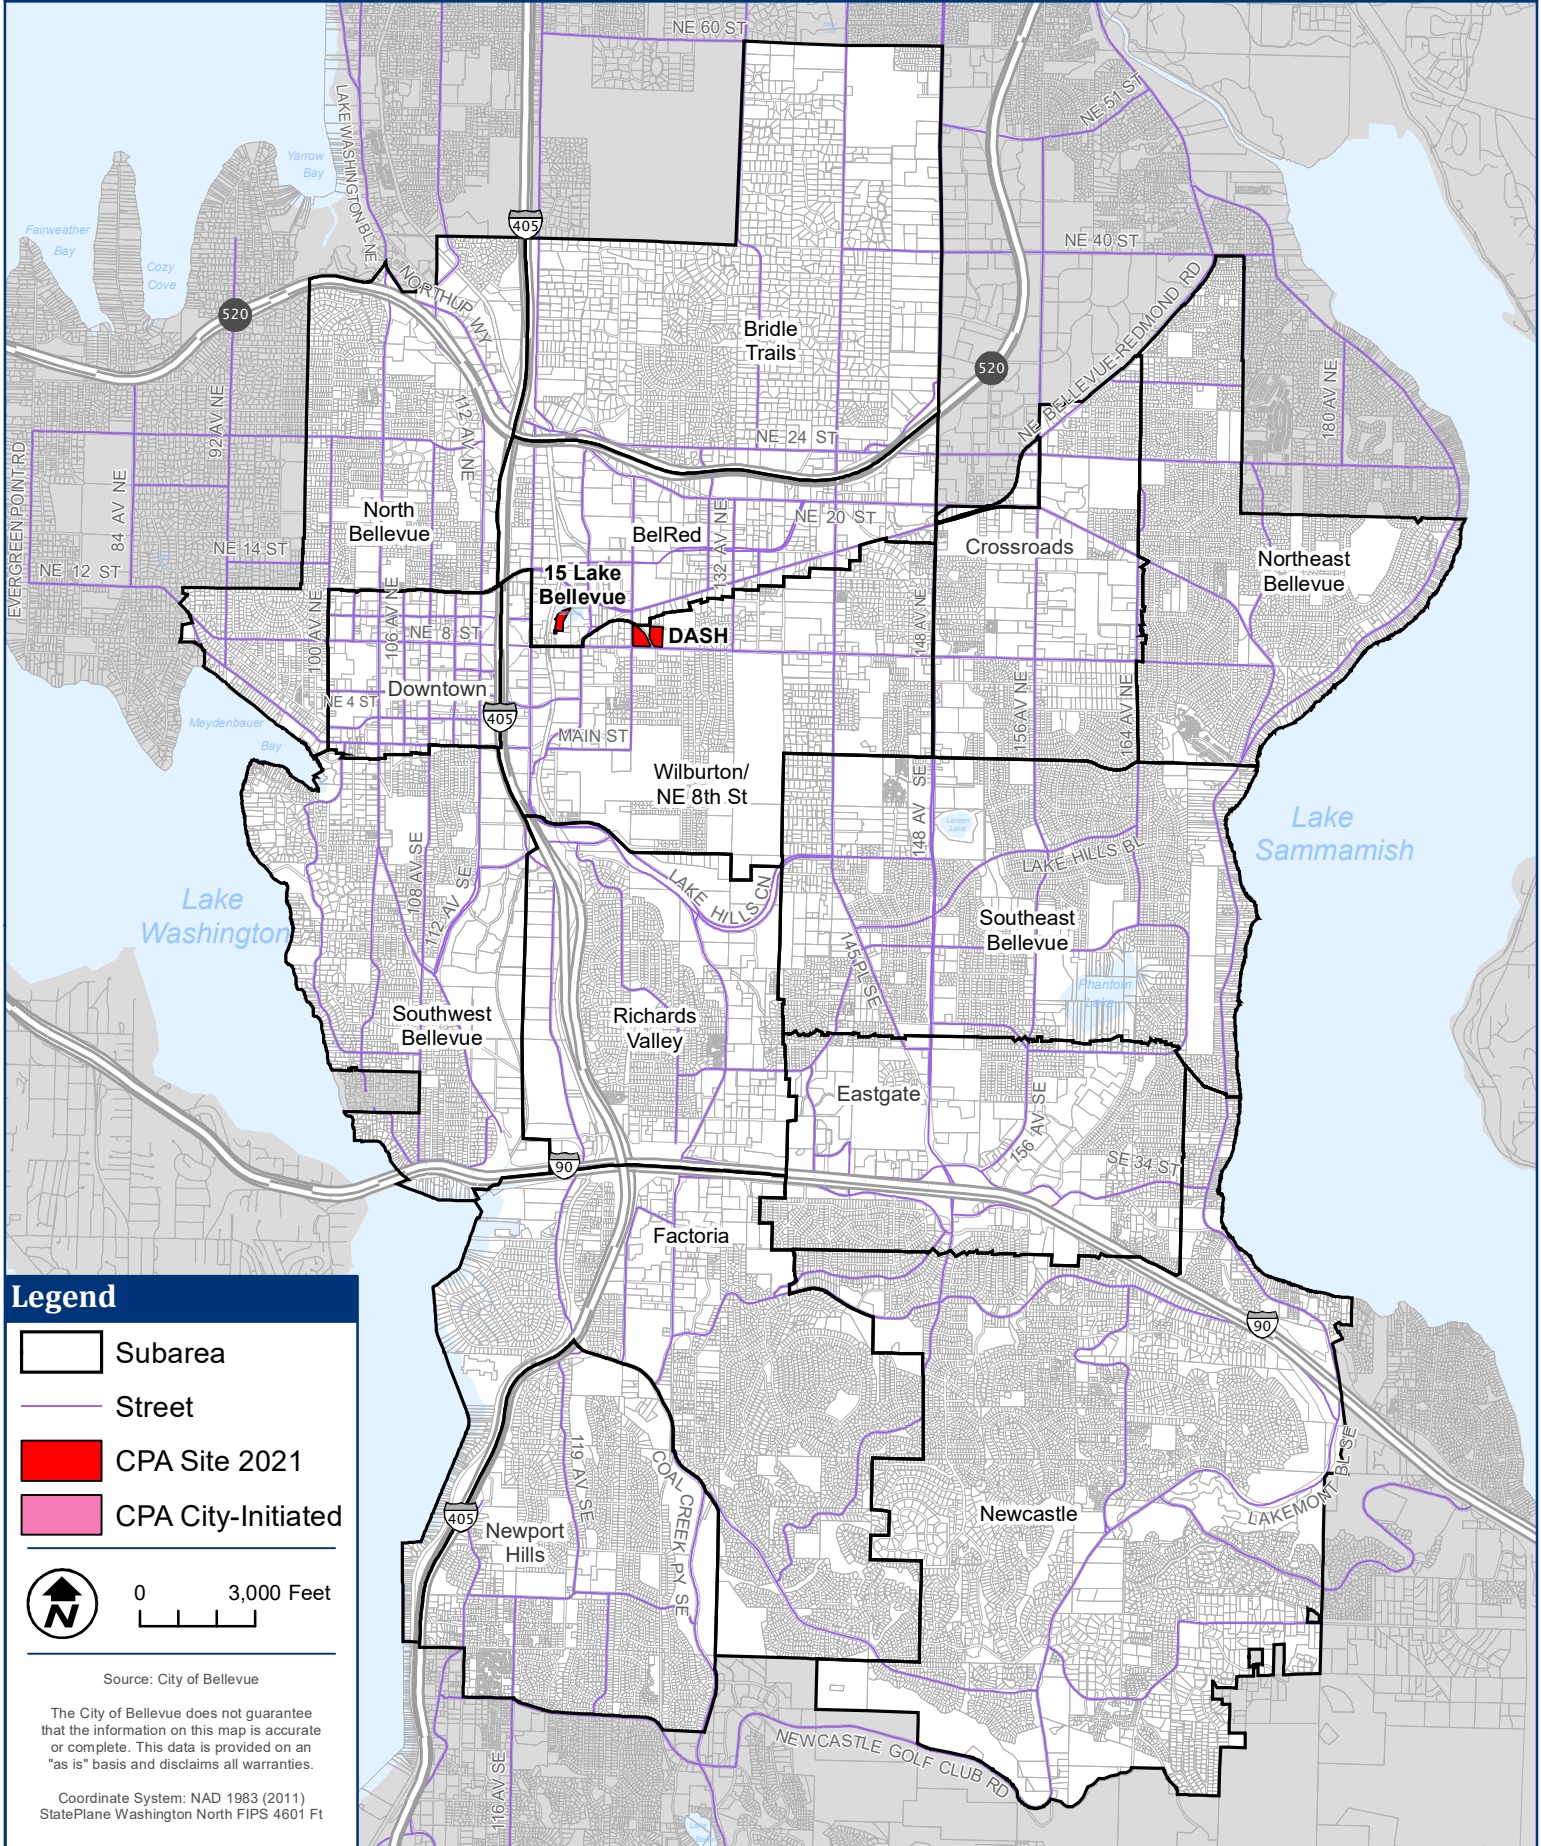 NE 60 ST
NE 51 ST
LAKE WASHINGTON BL NE
Yarrow
Bay
Fairweather
Bay
Cozy
Cove
405
NE 40 ST
NORTHUP WY
520
Bridle
Trails
520
NE BELLEVUE-REDMOND RD
180 AV NE
92 AV NE
112 AV NE
NE 24 ST
EVERGREEN POINT RD
84 AV NE
North
Bellevue
NE 14 ST
NE 12 ST
132 AV NE
NE 20 ST
BelRed
Crossroads
Northeast
Bellevue
15 Lake
Bellevue
100 AV NE
106 AV NE
NE 8 ST
DASH
148 AV NE
156 AV NE
164 AV NE
NE 4 ST
Downtown
405
Meydenbauer
Bay
MAIN ST
Wilburton/
NE 8th St
148 AV SE
Larsen
Lake
Lake
Sammamish
108 AV SE
112 AV SE
LAKE HILLS CN
LAKE HILLS BL
Lake
Washington
Southeast
Bellevue
145 PL SE
Phantom
Lake
Southwest
Bellevue
Richards
Valley
Eastgate
156 AV SE
SE 34 ST
90
Factoria
90
119 AV SE
COAL CREEK PY SE
LAKEMONT BL SE
405
Newport
Hills
Newcastle
NEWCASTLE GOLF CLUB RD
116 AV SE
Legend
Subarea
Street
CPA Site 2021
CPA City-Initiated
N
0 3,000 Feet
Source: City of Bellevue
The City of Bellevue does not guarantee
that the information on this map is accurate
or complete. This data is provided on an
"as is" basis and disclaims all warranties.
Coordinate System: NAD 1983 (2011)
StatePlane Washington North FIPS 4601 Ft